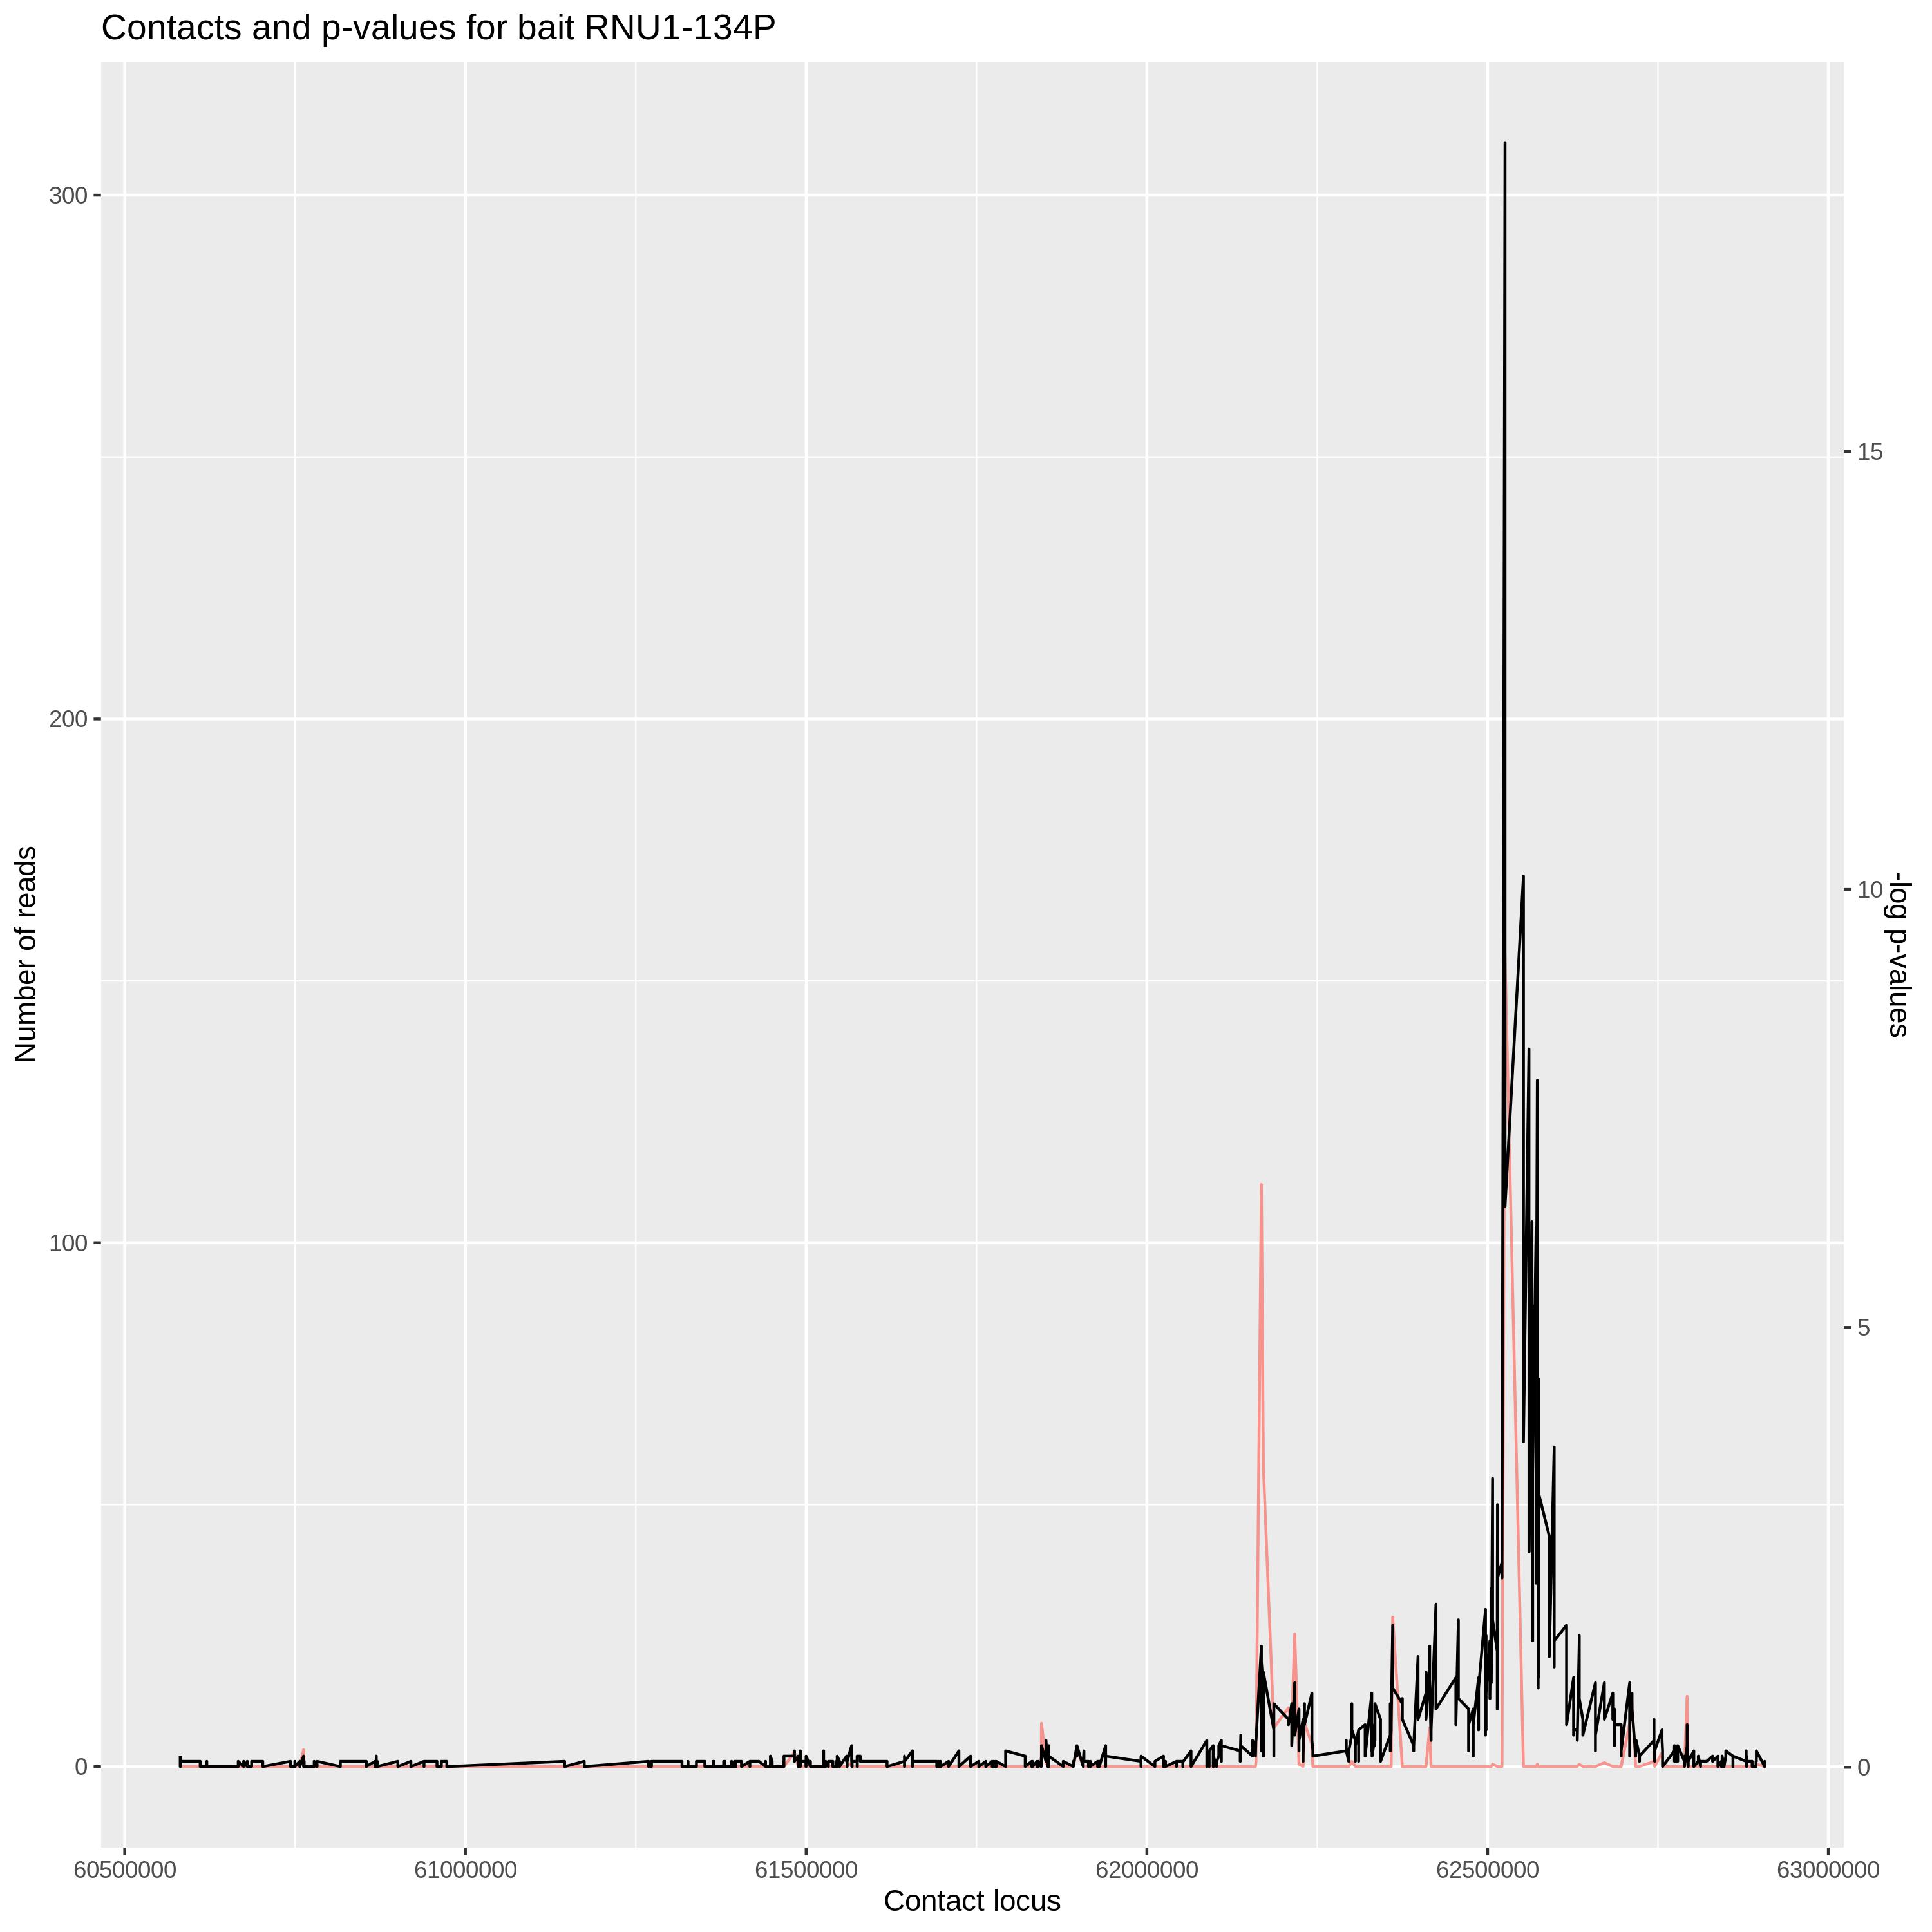 Contacts and p-values for bait RNU1-134P
300
200
100
0
15
10
5
0
Number of reads
-log p-values
60500000 61000000 61500000 62000000 62500000 63000000
Contact locus